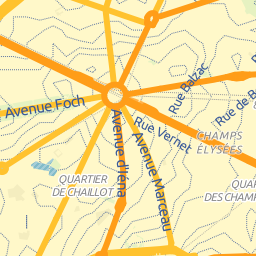 Rue Balzac
Avenue Foch
Rue de B
Rue Vernet
Avenue d'Iéna
Avenue Marceau
CHAMPS
ÉLYSÉES
QUARTIER
DE CHAILLOT
QUA
DES CHAM